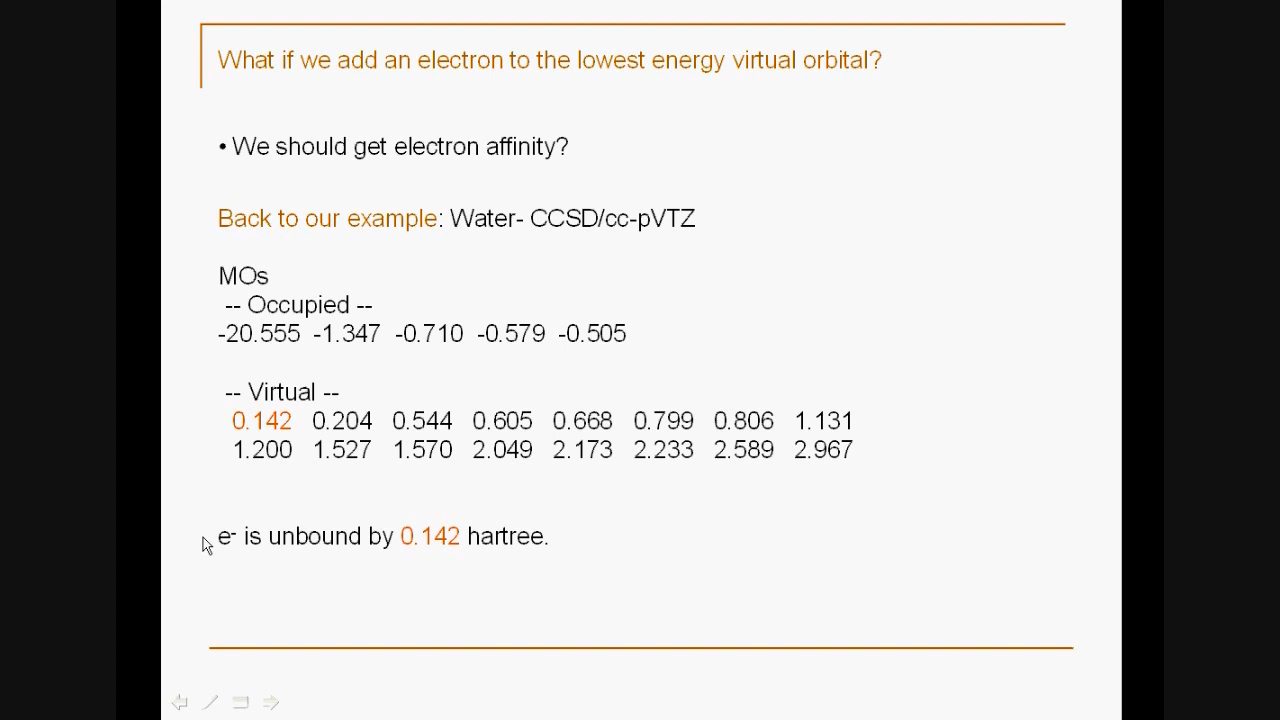 What if we add an electron to the lowest energy virtual orbital?
• We should get electron affinity?
Back to our example: Water- CCSD/cc-pVTZ
MOs
-- Occupied --
-20.555 -1.347 -0.710 -0.579 -0.505
-- Virtual --
0.142 0.204 0.544 0.605 0.668 0.799 0.806 1.131
1.200 1.527 1.570 2.049 2.173 2.233 2.589 2.967
e⁻ is unbound by 0.142 hartree.